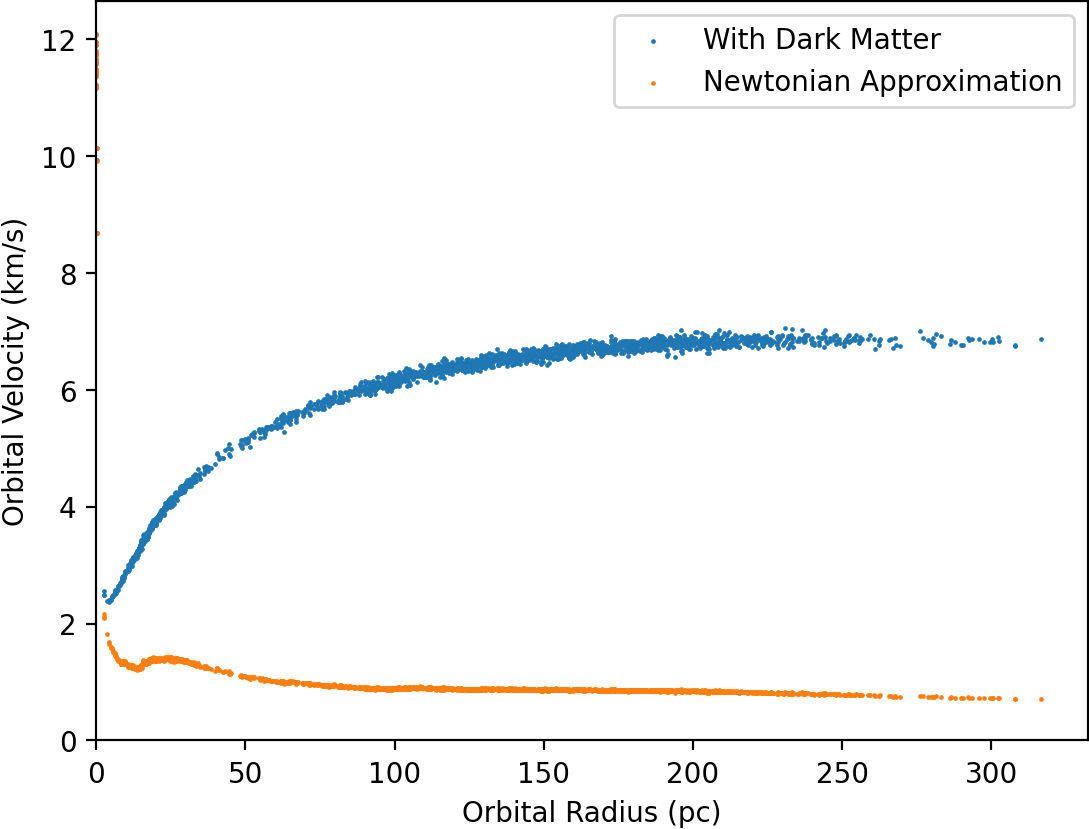 With Dark Matter
Newtonian Approximation
12
10
8
6
4
2
0
Orbital Velocity (km/s)
0 50 100 150 200 250 300
Orbital Radius (pc)